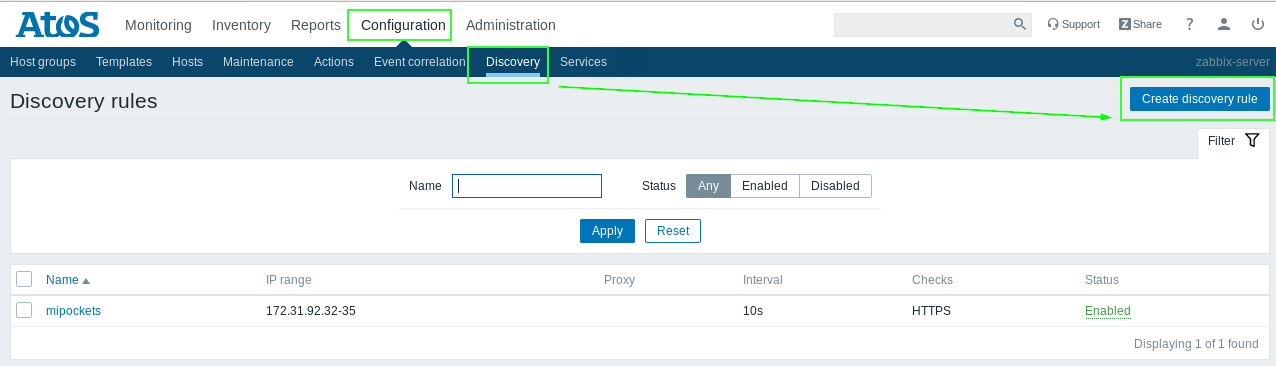 Atos Monitoring Inventory Reports Configuration Administration Support Z Share ?
Host groups Templates Hosts Maintenance Actions Event correlation Discovery Services zabbix-server
Discovery rules Create discovery rule
Filter
Name Status Any Enabled Disabled
Apply Reset
Name IP range Proxy Interval Checks Status
mipockets 172.31.92.32-35 10s HTTPS Enabled
Displaying 1 of 1 found